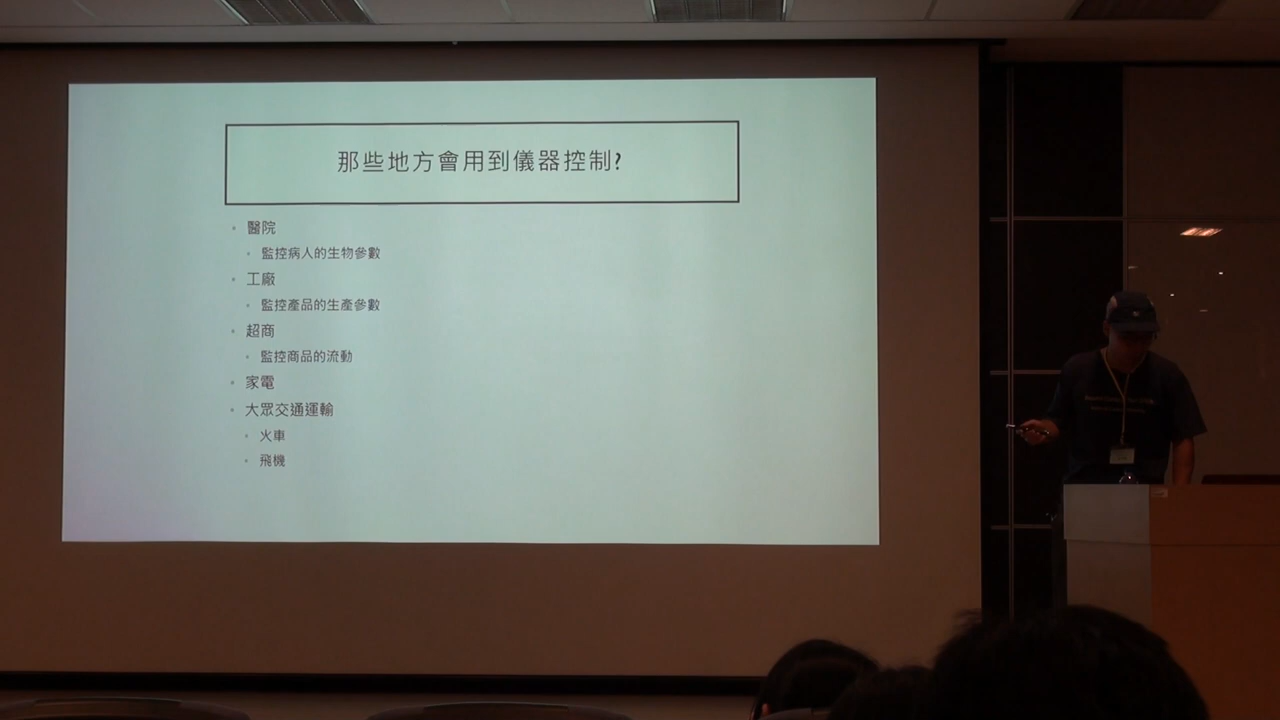 那些地方會用到儀器控制?
• 醫院
• 監控病人的生物參數
• 工廠
• 監控產品的生產參數
• 超商
• 監控商品的流動
• 家電
• 大眾交通運輸
• 火車
• 飛機